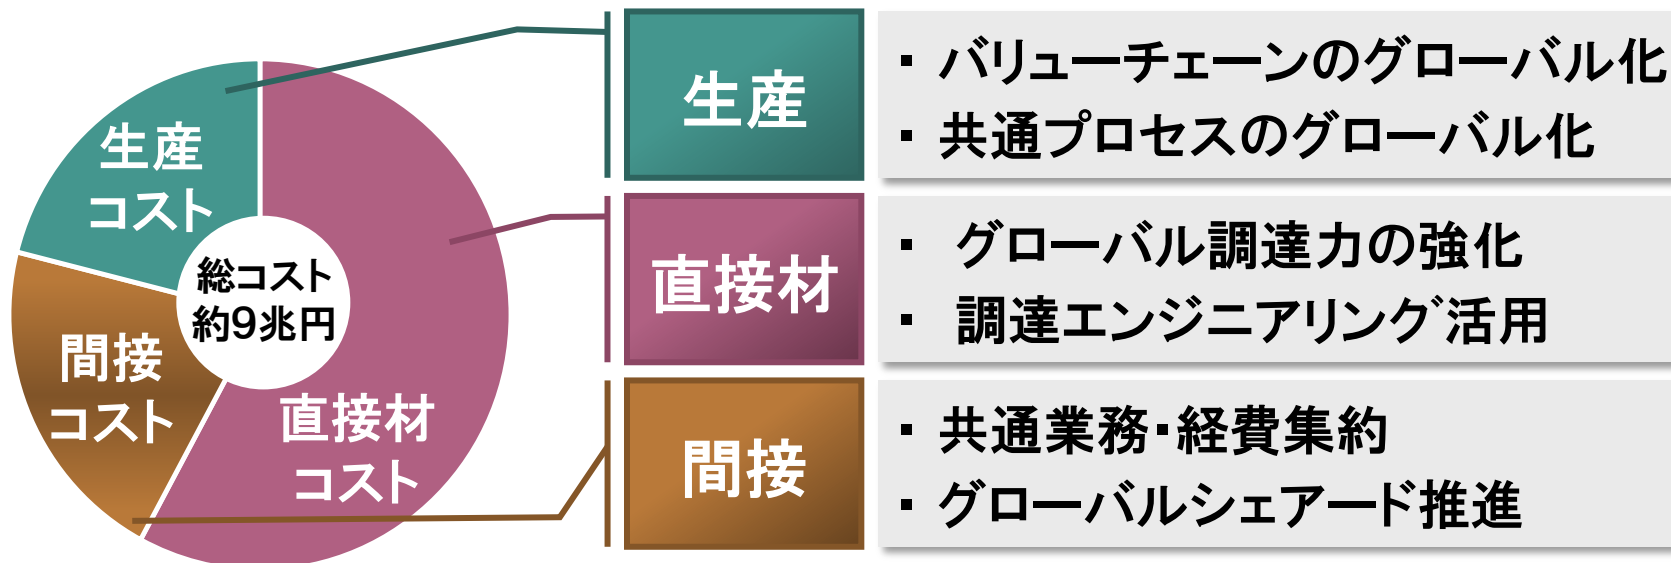 生産
コスト
総コスト
約9兆円
間接
コスト
直接材
コスト
生産
・ バリューチェーンのグローバル化
・ 共通プロセスのグローバル化
直接材
・ グローバル調達力の強化
・ 調達エンジニアリング活用
間接
・ 共通業務・経費集約
・ グローバルシェアード推進